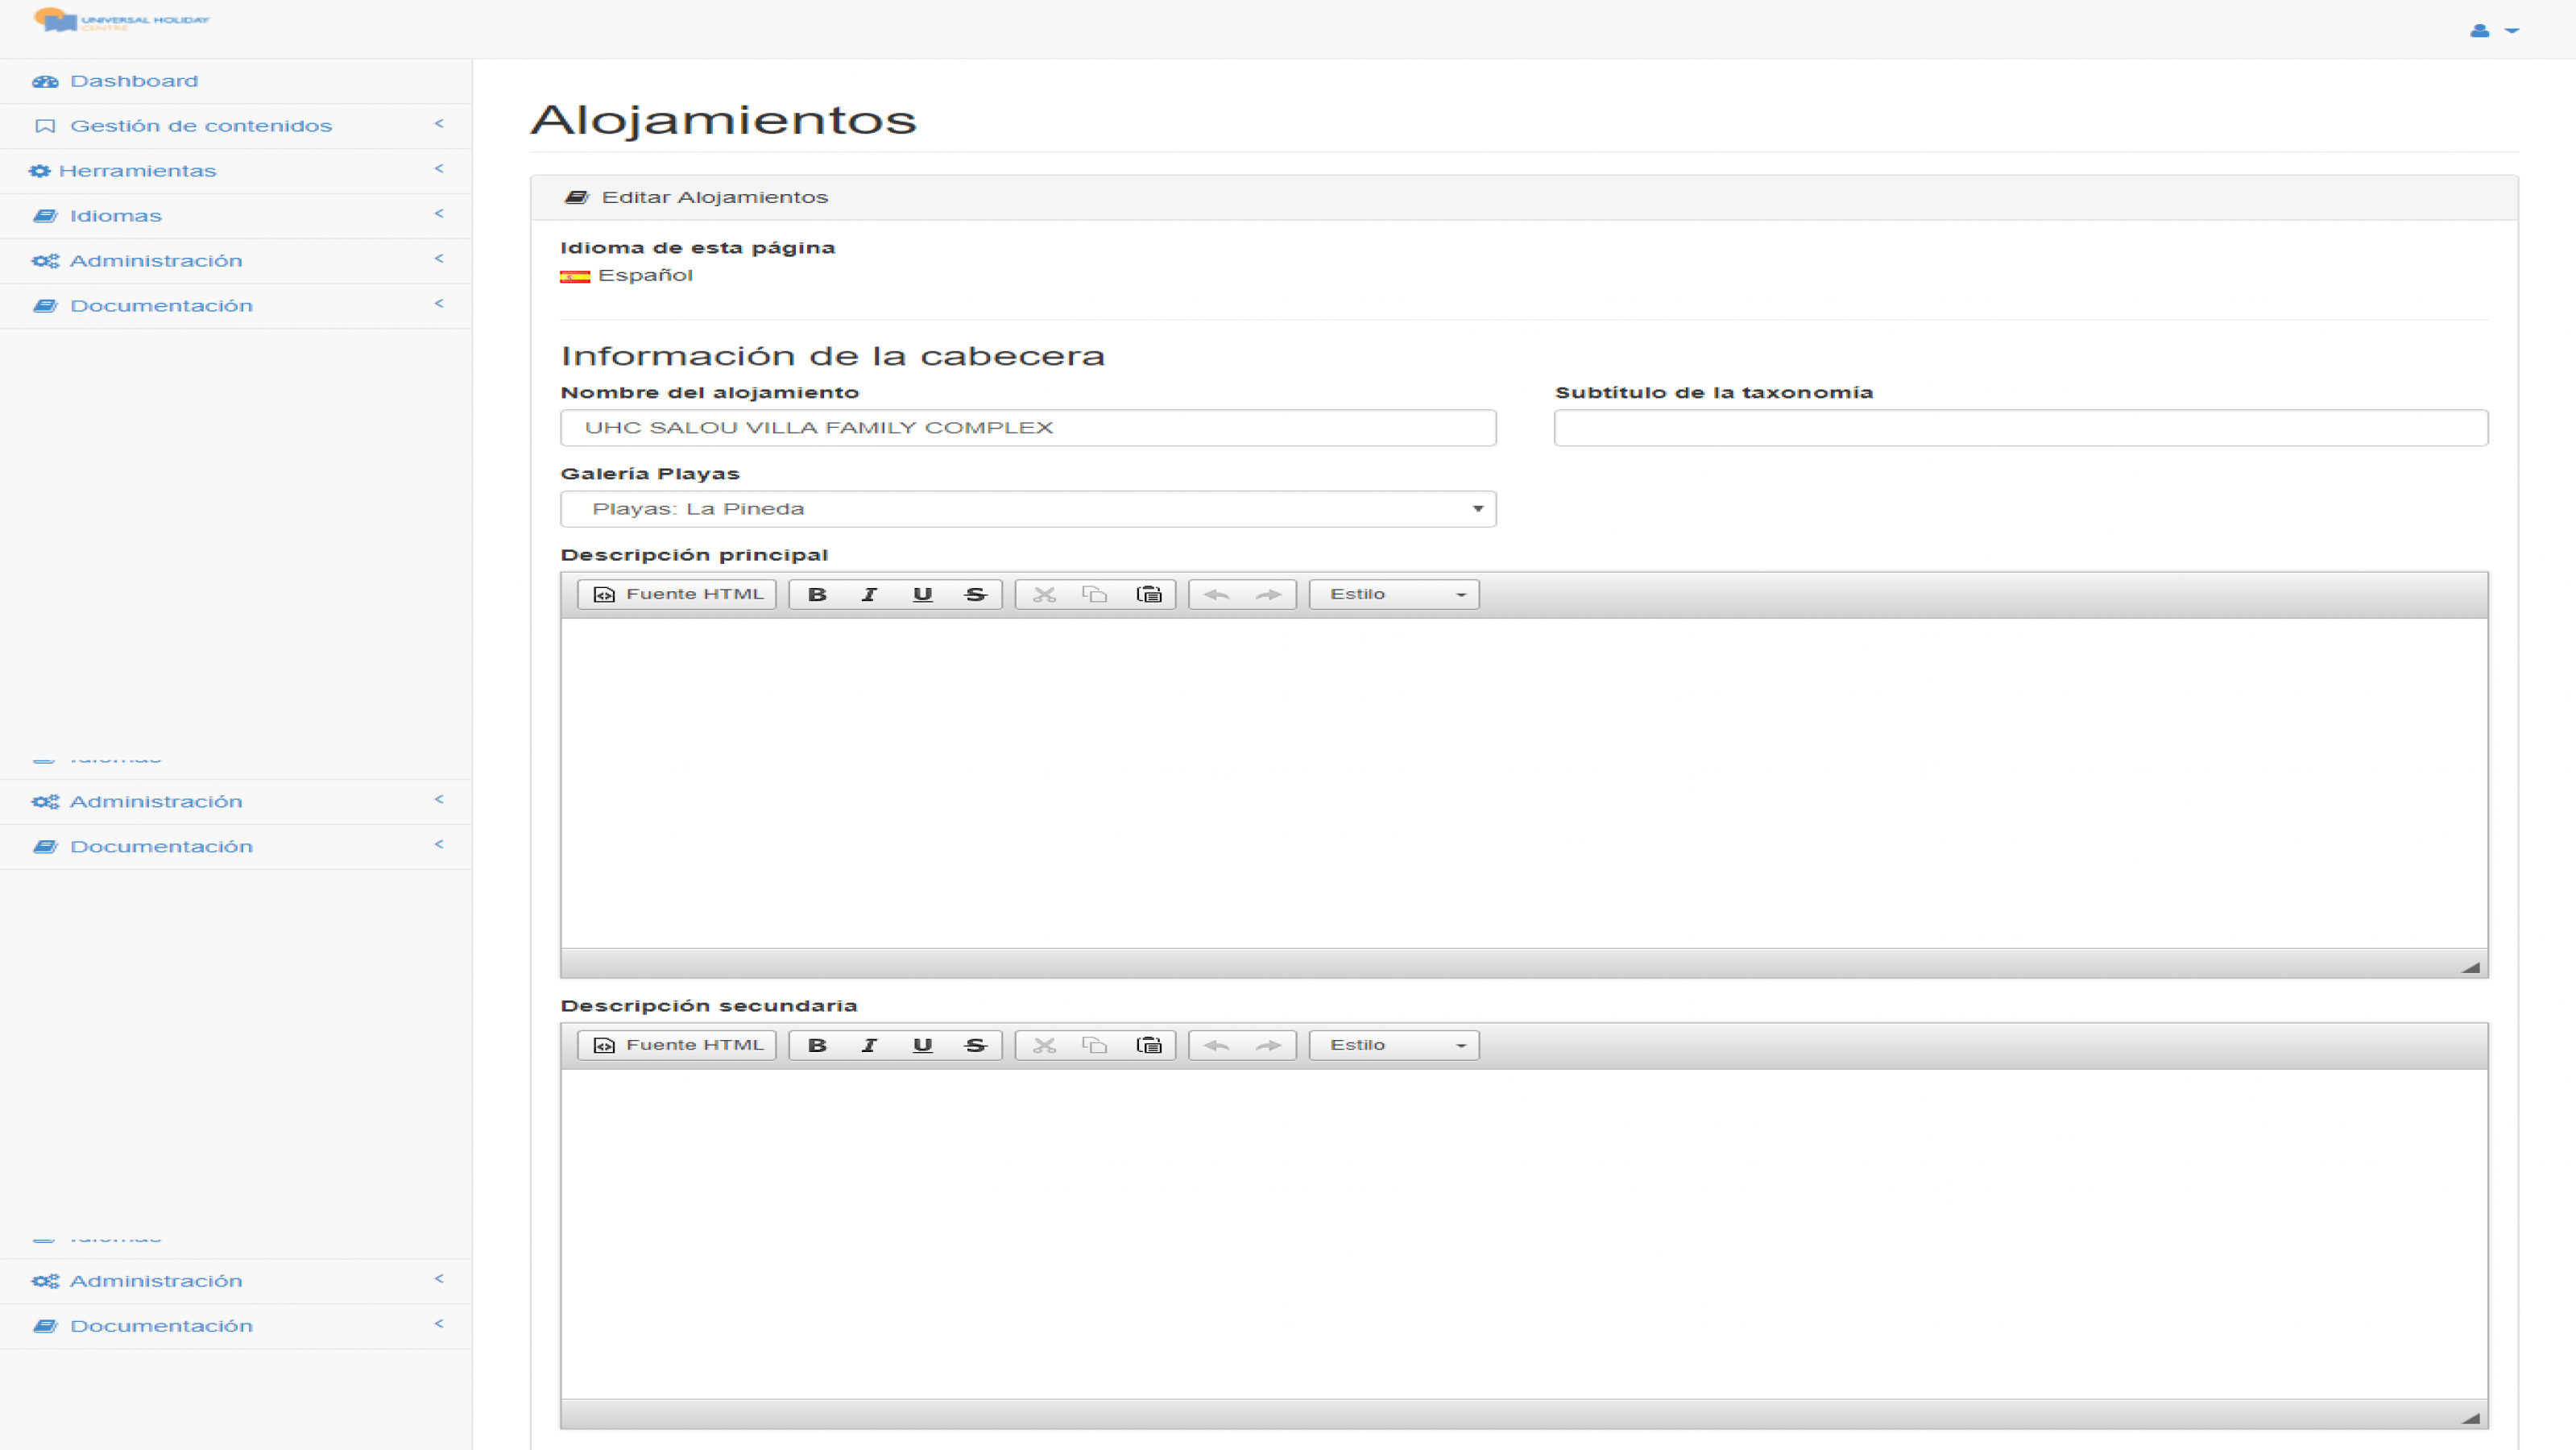 UNIVERSAL HOLIDAY
CENTRE
Dashboard
Gestión de contenidos
Herramientas
Idiomas
Administración
Documentación
Administración
Documentación
Administración
Documentación
Alojamientos
Editar Alojamientos
Idioma de esta página
Español
Información de la cabecera
Nombre del alojamiento
Subtítulo de la taxonomía
UHC SALOU VILLA FAMILY COMPLEX
Galería Playas
Playas: La Pineda
Descripción principal
Fuente HTML B I U S Estilo
Descripción secundaria
Fuente HTML B I U S Estilo